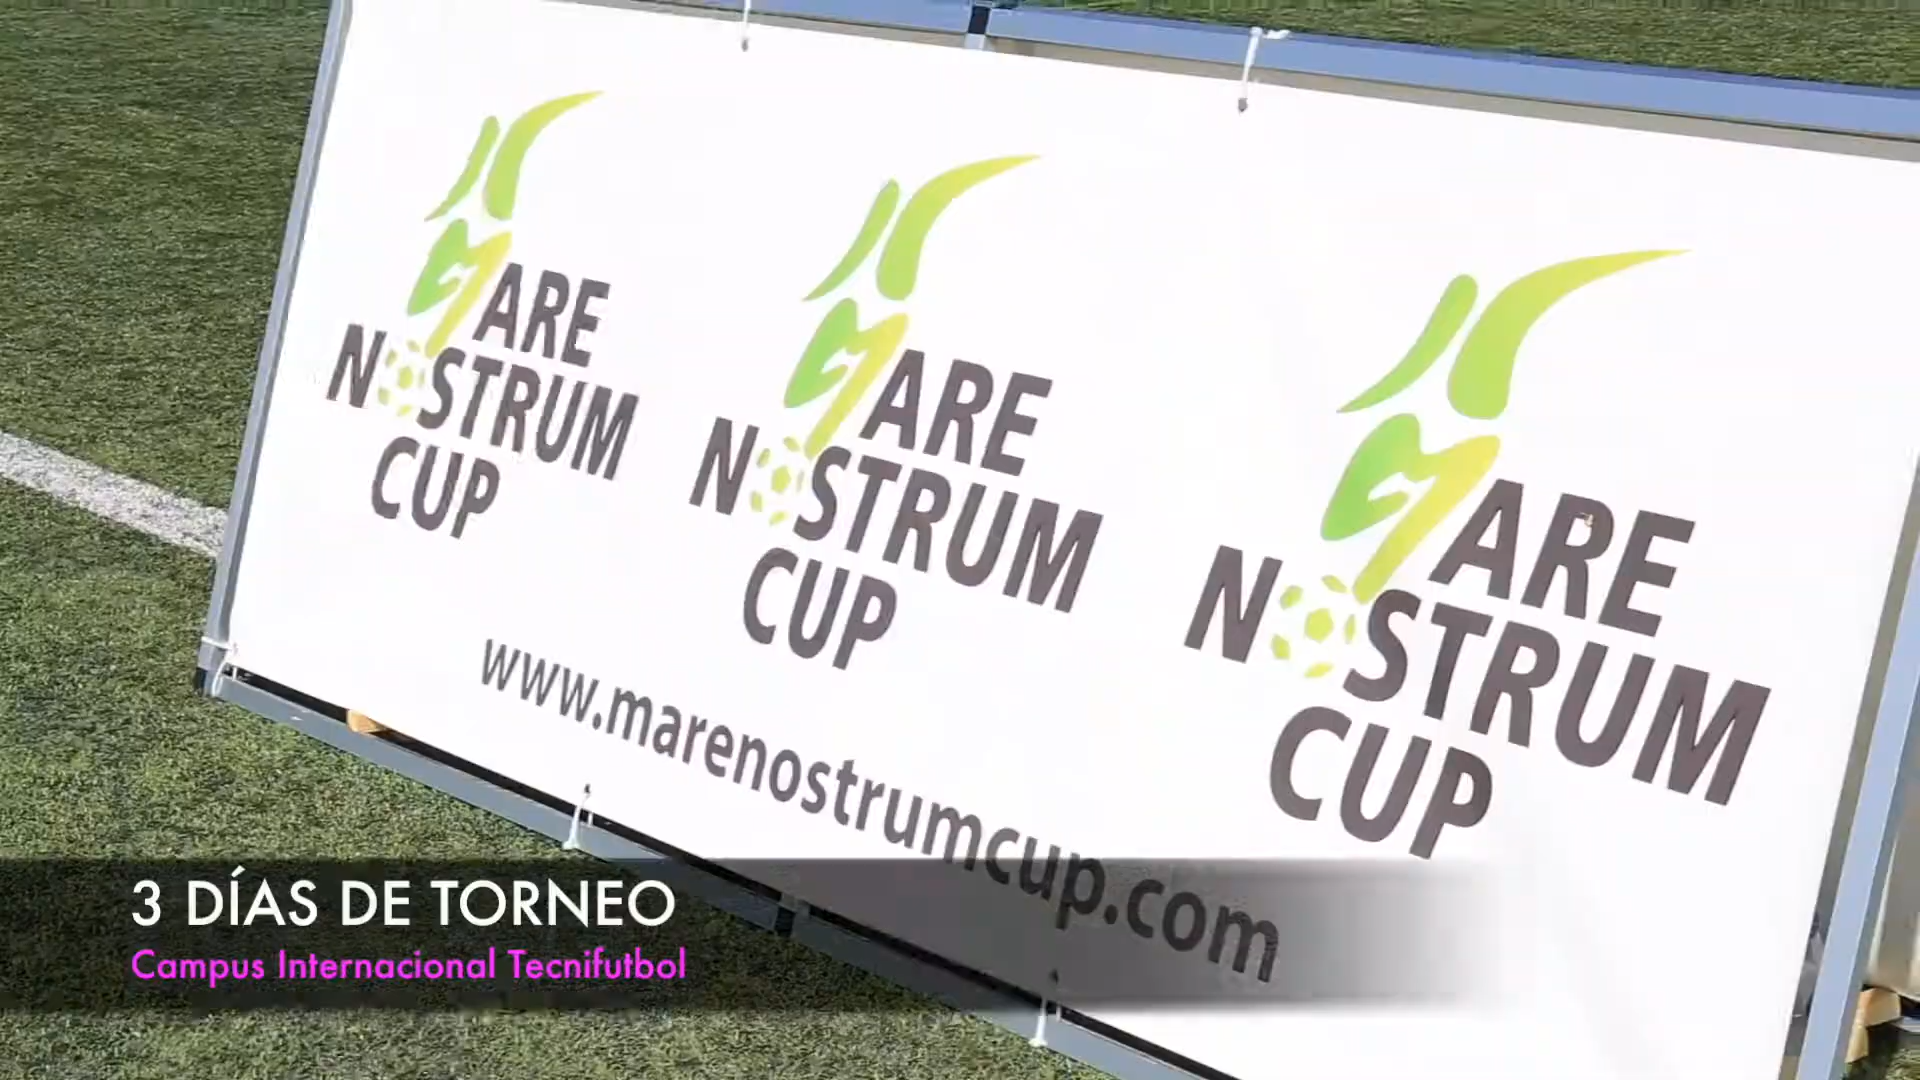 MARE
NOSTRUM
CUP
MARE
NOSTRUM
CUP
MARE
NOSTRUM
CUP
www.marenostrumcup.com
3 DÍAS DE TORNEO
Campus Internacional Tecnifutbol